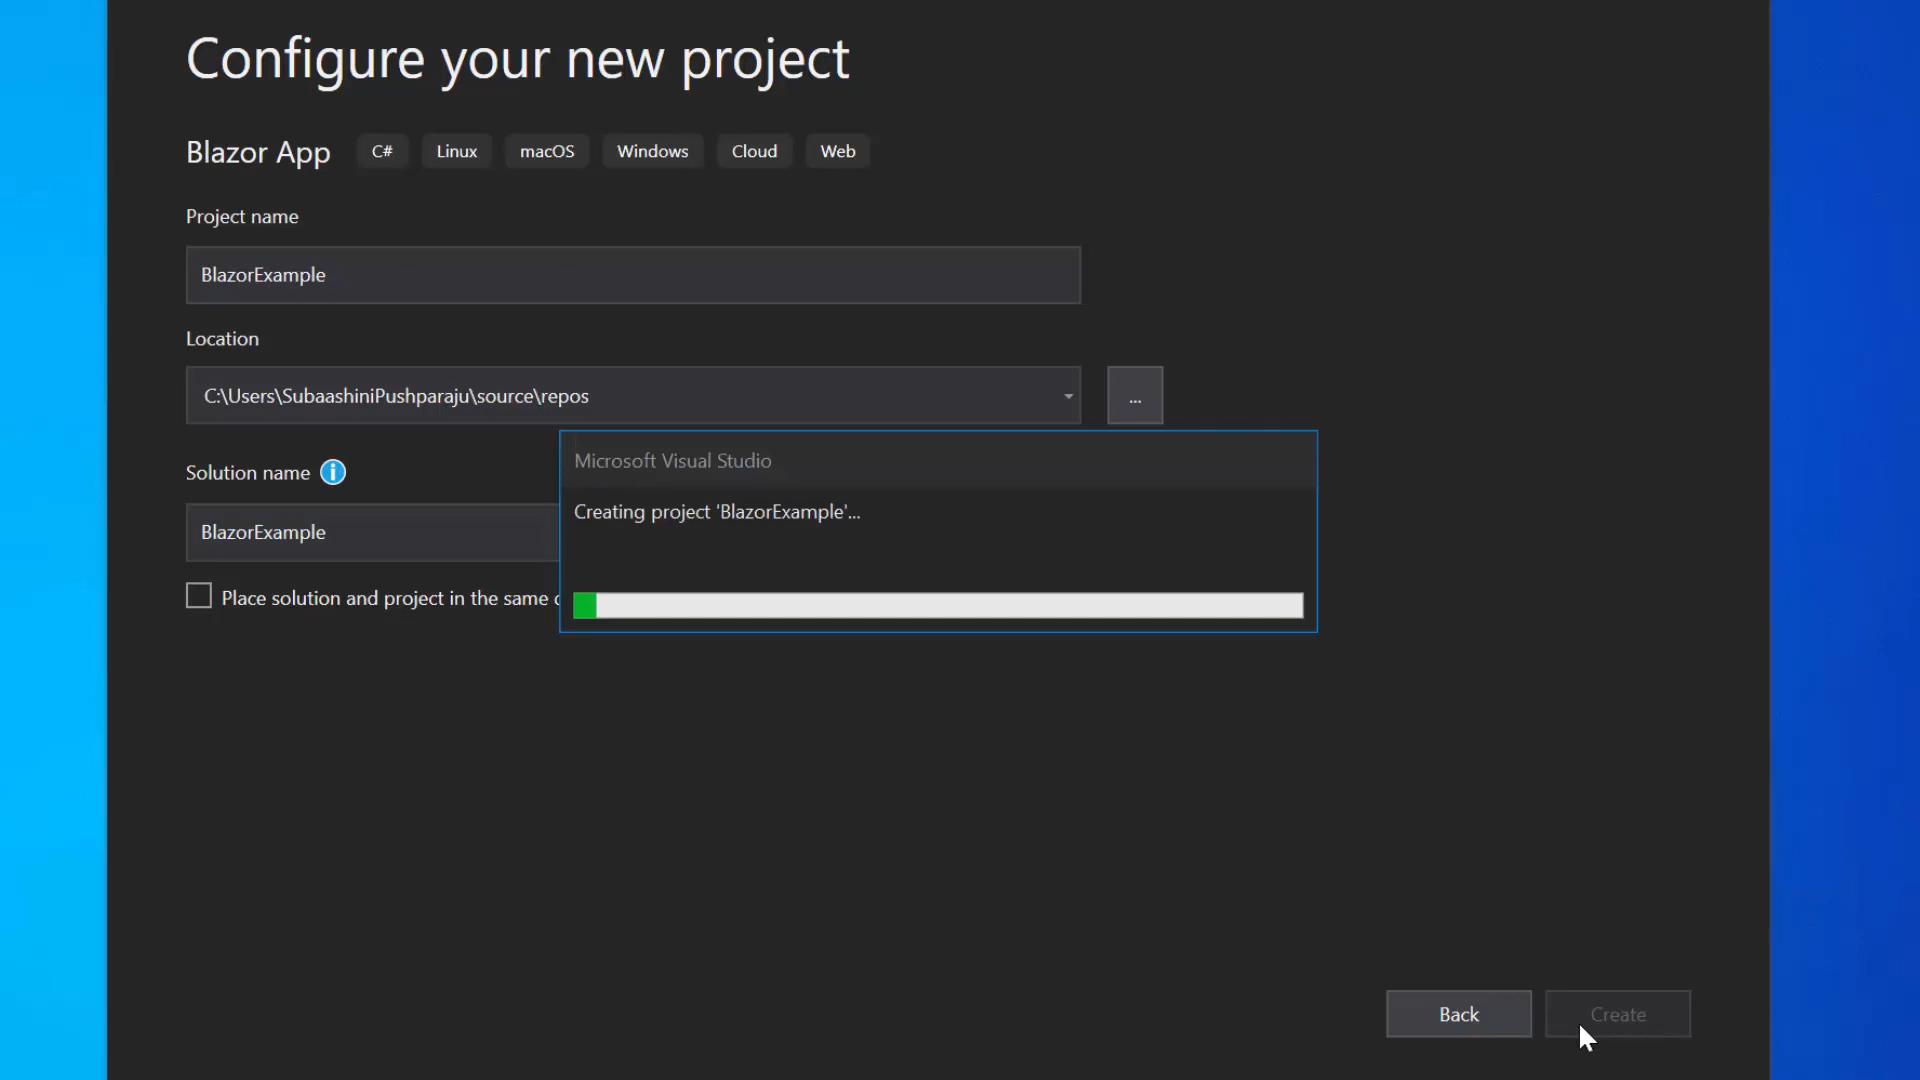 Configure your new project
Blazor App C# Linux macOS Windows Cloud Web
Project name
BlazorExample
Location
C:\Users\SubaashiniPushparaju\source\repos
...
Solution name
BlazorExample
Place solution and project in the same
Microsoft Visual Studio
Creating project 'BlazorExample'...
Back Create